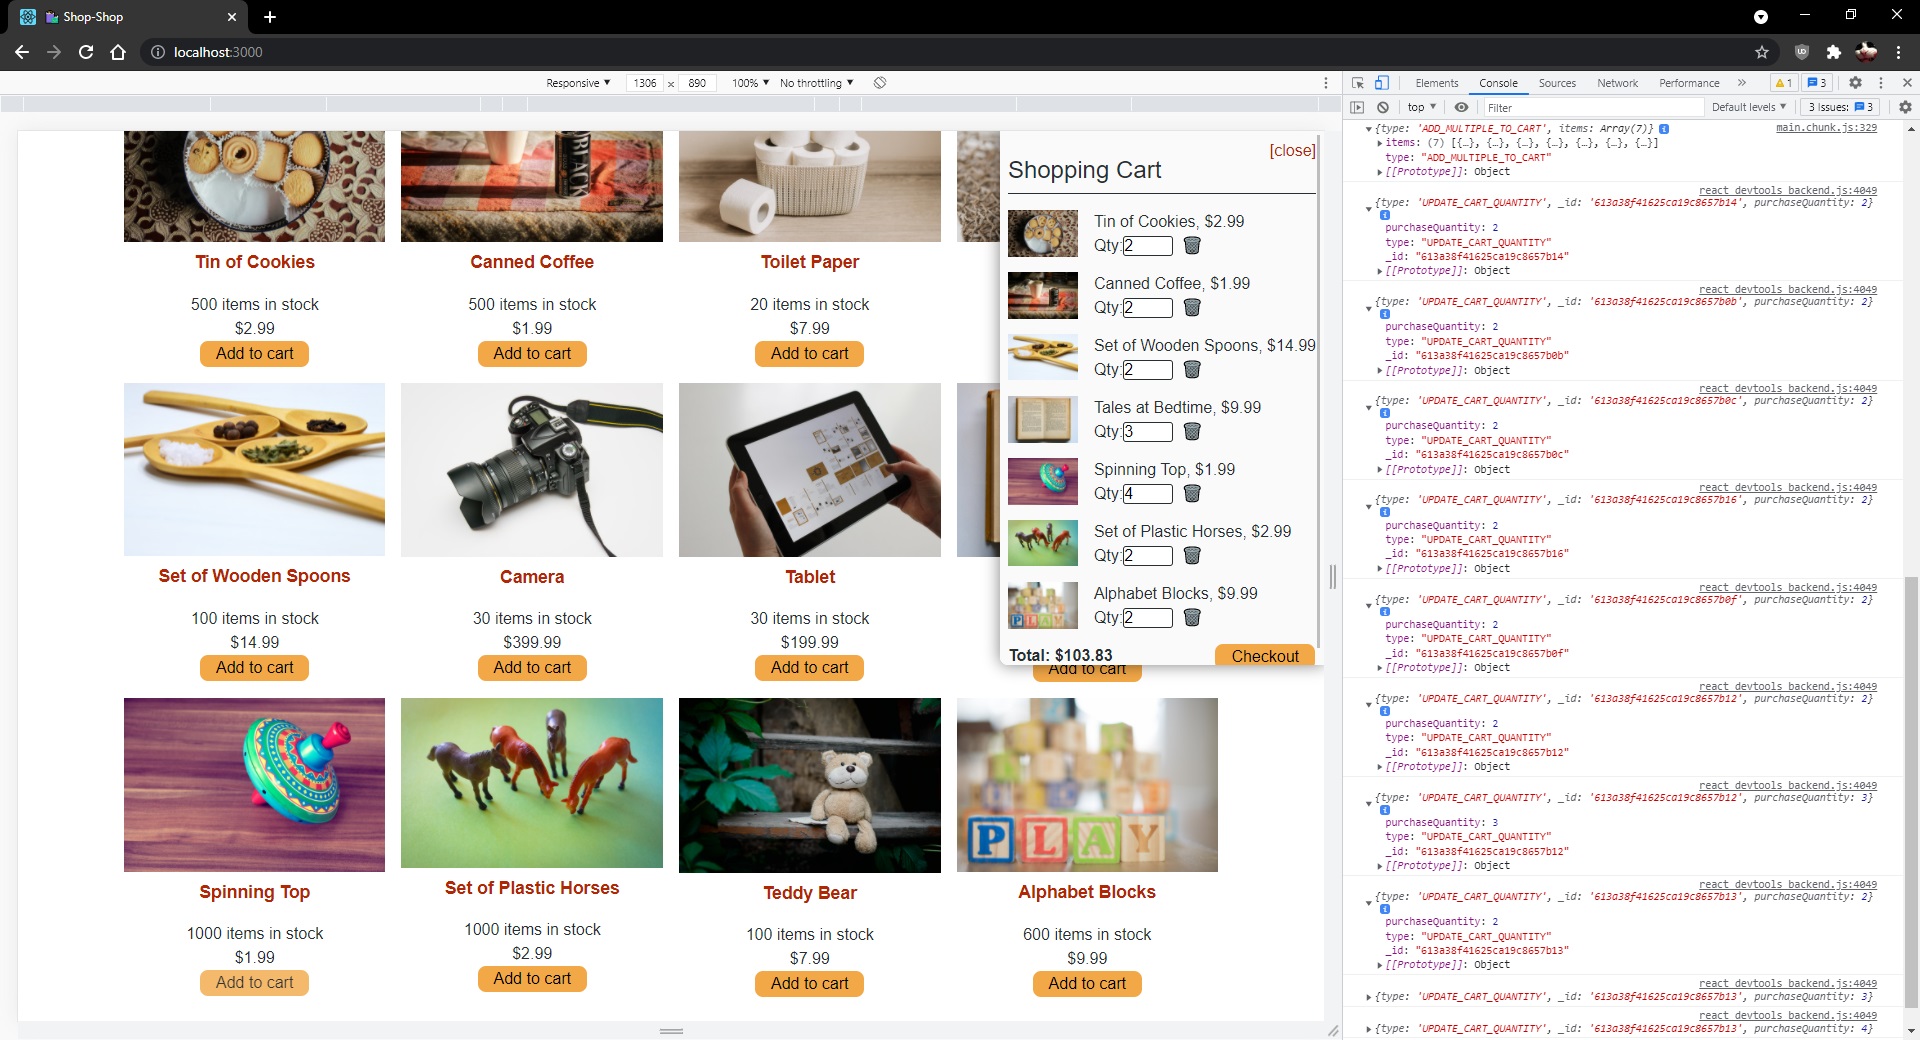 Shop-Shop
localhost:3000
Responsive
1306 x 890
100%
No throttling
Elements
Console
Sources
Network
Performance
1
3
top
Filter
Default levels
3 Issues: 3
Tin of Cookies
500 items in stock
$2.99
Add to cart
Canned Coffee
500 items in stock
$1.99
Add to cart
BLACK
Toilet Paper
20 items in stock
$7.99
Add to cart
Set of Wooden Spoons
100 items in stock
$14.99
Add to cart
Camera
30 items in stock
$399.99
Add to cart
Tablet
30 items in stock
$199.99
Add to cart
Add to cart
Spinning Top
1000 items in stock
$1.99
Add to cart
Set of Plastic Horses
1000 items in stock
$2.99
Add to cart
Teddy Bear
100 items in stock
$7.99
Add to cart
PLAY
Alphabet Blocks
600 items in stock
$9.99
Add to cart
[close]
Shopping Cart
Tin of Cookies, $2.99
Qty:2
Canned Coffee, $1.99
Qty:2
Set of Wooden Spoons, $14.99
Qty:2
Tales at Bedtime, $9.99
Qty:3
Spinning Top, $1.99
Qty:4
Set of Plastic Horses, $2.99
Qty:2
PLAY
Alphabet Blocks, $9.99
Qty:2
Total: $103.83
Checkout
main.chunk.js:329
{type: 'ADD_MULTIPLE_TO_CART', items: Array(7)}
items: (7) [{…}, {…}, {…}, {…}, {…}, {…}, {…}]
type: "ADD_MULTIPLE_TO_CART"
[[Prototype]]: Object
react_devtools_backend.js:4049
{type: 'UPDATE_CART_QUANTITY', _id: '613a38f41625ca19c8657b14', purchaseQuantity: 2}
purchaseQuantity: 2
type: "UPDATE_CART_QUANTITY"
_id: "613a38f41625ca19c8657b14"
[[Prototype]]: Object
react_devtools_backend.js:4049
{type: 'UPDATE_CART_QUANTITY', _id: '613a38f41625ca19c8657b0b', purchaseQuantity: 2}
purchaseQuantity: 2
type: "UPDATE_CART_QUANTITY"
_id: "613a38f41625ca19c8657b0b"
[[Prototype]]: Object
react_devtools_backend.js:4049
{type: 'UPDATE_CART_QUANTITY', _id: '613a38f41625ca19c8657b0c', purchaseQuantity: 2}
purchaseQuantity: 2
type: "UPDATE_CART_QUANTITY"
_id: "613a38f41625ca19c8657b0c"
[[Prototype]]: Object
react_devtools_backend.js:4049
{type: 'UPDATE_CART_QUANTITY', _id: '613a38f41625ca19c8657b16', purchaseQuantity: 2}
purchaseQuantity: 2
type: "UPDATE_CART_QUANTITY"
_id: "613a38f41625ca19c8657b16"
[[Prototype]]: Object
react_devtools_backend.js:4049
{type: 'UPDATE_CART_QUANTITY', _id: '613a38f41625ca19c8657b0f', purchaseQuantity: 2}
purchaseQuantity: 2
type: "UPDATE_CART_QUANTITY"
_id: "613a38f41625ca19c8657b0f"
[[Prototype]]: Object
react_devtools_backend.js:4049
{type: 'UPDATE_CART_QUANTITY', _id: '613a38f41625ca19c8657b12', purchaseQuantity: 2}
purchaseQuantity: 2
type: "UPDATE_CART_QUANTITY"
_id: "613a38f41625ca19c8657b12"
[[Prototype]]: Object
react_devtools_backend.js:4049
{type: 'UPDATE_CART_QUANTITY', _id: '613a38f41625ca19c8657b12', purchaseQuantity: 3}
purchaseQuantity: 3
type: "UPDATE_CART_QUANTITY"
_id: "613a38f41625ca19c8657b12"
[[Prototype]]: Object
react_devtools_backend.js:4049
{type: 'UPDATE_CART_QUANTITY', _id: '613a38f41625ca19c8657b13', purchaseQuantity: 2}
purchaseQuantity: 2
type: "UPDATE_CART_QUANTITY"
_id: "613a38f41625ca19c8657b13"
[[Prototype]]: Object
react_devtools_backend.js:4049
{type: 'UPDATE_CART_QUANTITY', _id: '613a38f41625ca19c8657b13', purchaseQuantity: 3}
react_devtools_backend.js:4049
{type: 'UPDATE_CART_QUANTITY', _id: '613a38f41625ca19c8657b13', purchaseQuantity: 4}